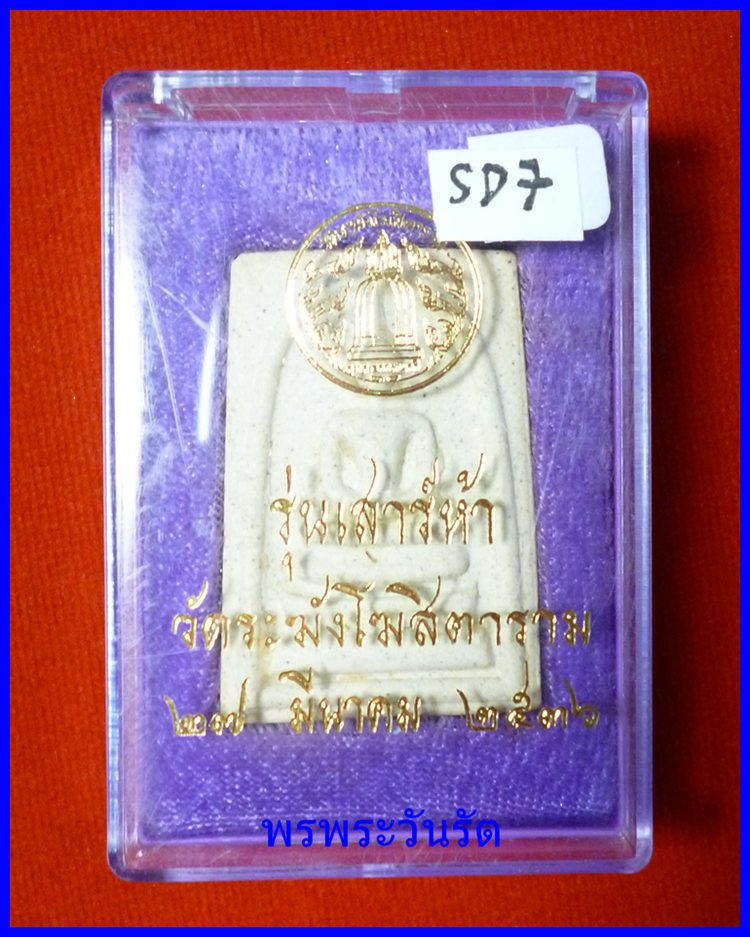 SD7
รุ่นเสาร์ห้า
วัดระฆังโฆสิตาราม
๒๗ มีนาคม ๒๕๓๖
พรพระวันรัต